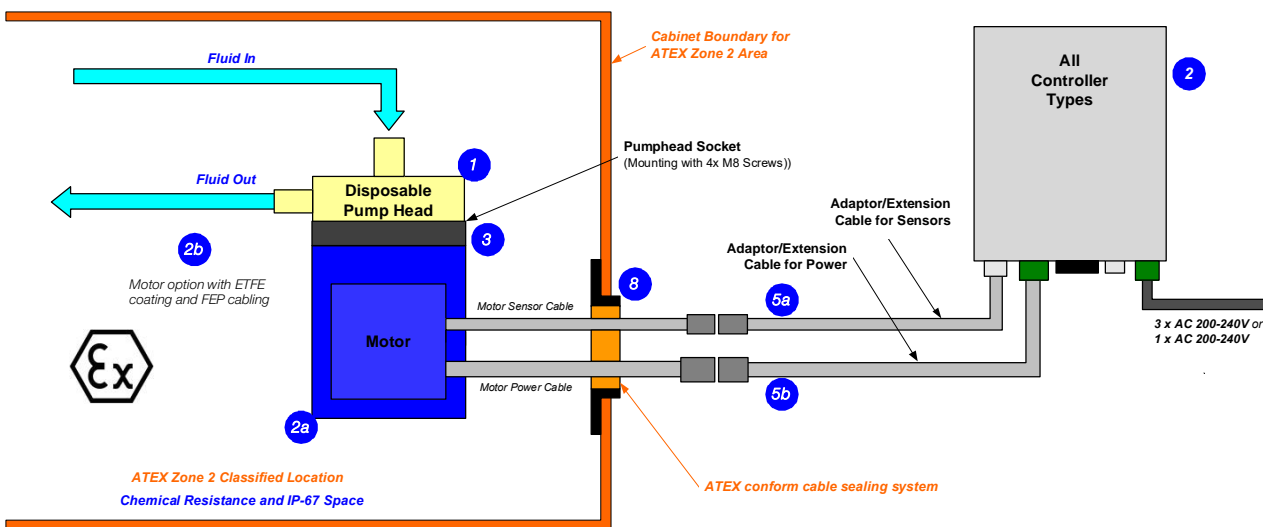 Fluid In
Cabinet Boundary for
ATEX Zone 2 Area
All
Controller
Types
2
1
Pumphead Socket
(Mounting with 4x M8 Screws))
Fluid Out
Disposable
Pump Head
3
2b
Motor option with ETFE
coating and FEP cabling
Adaptor/Extension
Cable for Sensors
Adaptor/Extension
Cable for Power
8
5a
Motor Sensor Cable
3 x AC 200-240V or
1 x AC 200-240V
Motor
Ex
Motor Power Cable
5b
2a
ATEX Zone 2 Classified Location
Chemical Resistance and IP-67 Space
ATEX conform cable sealing system